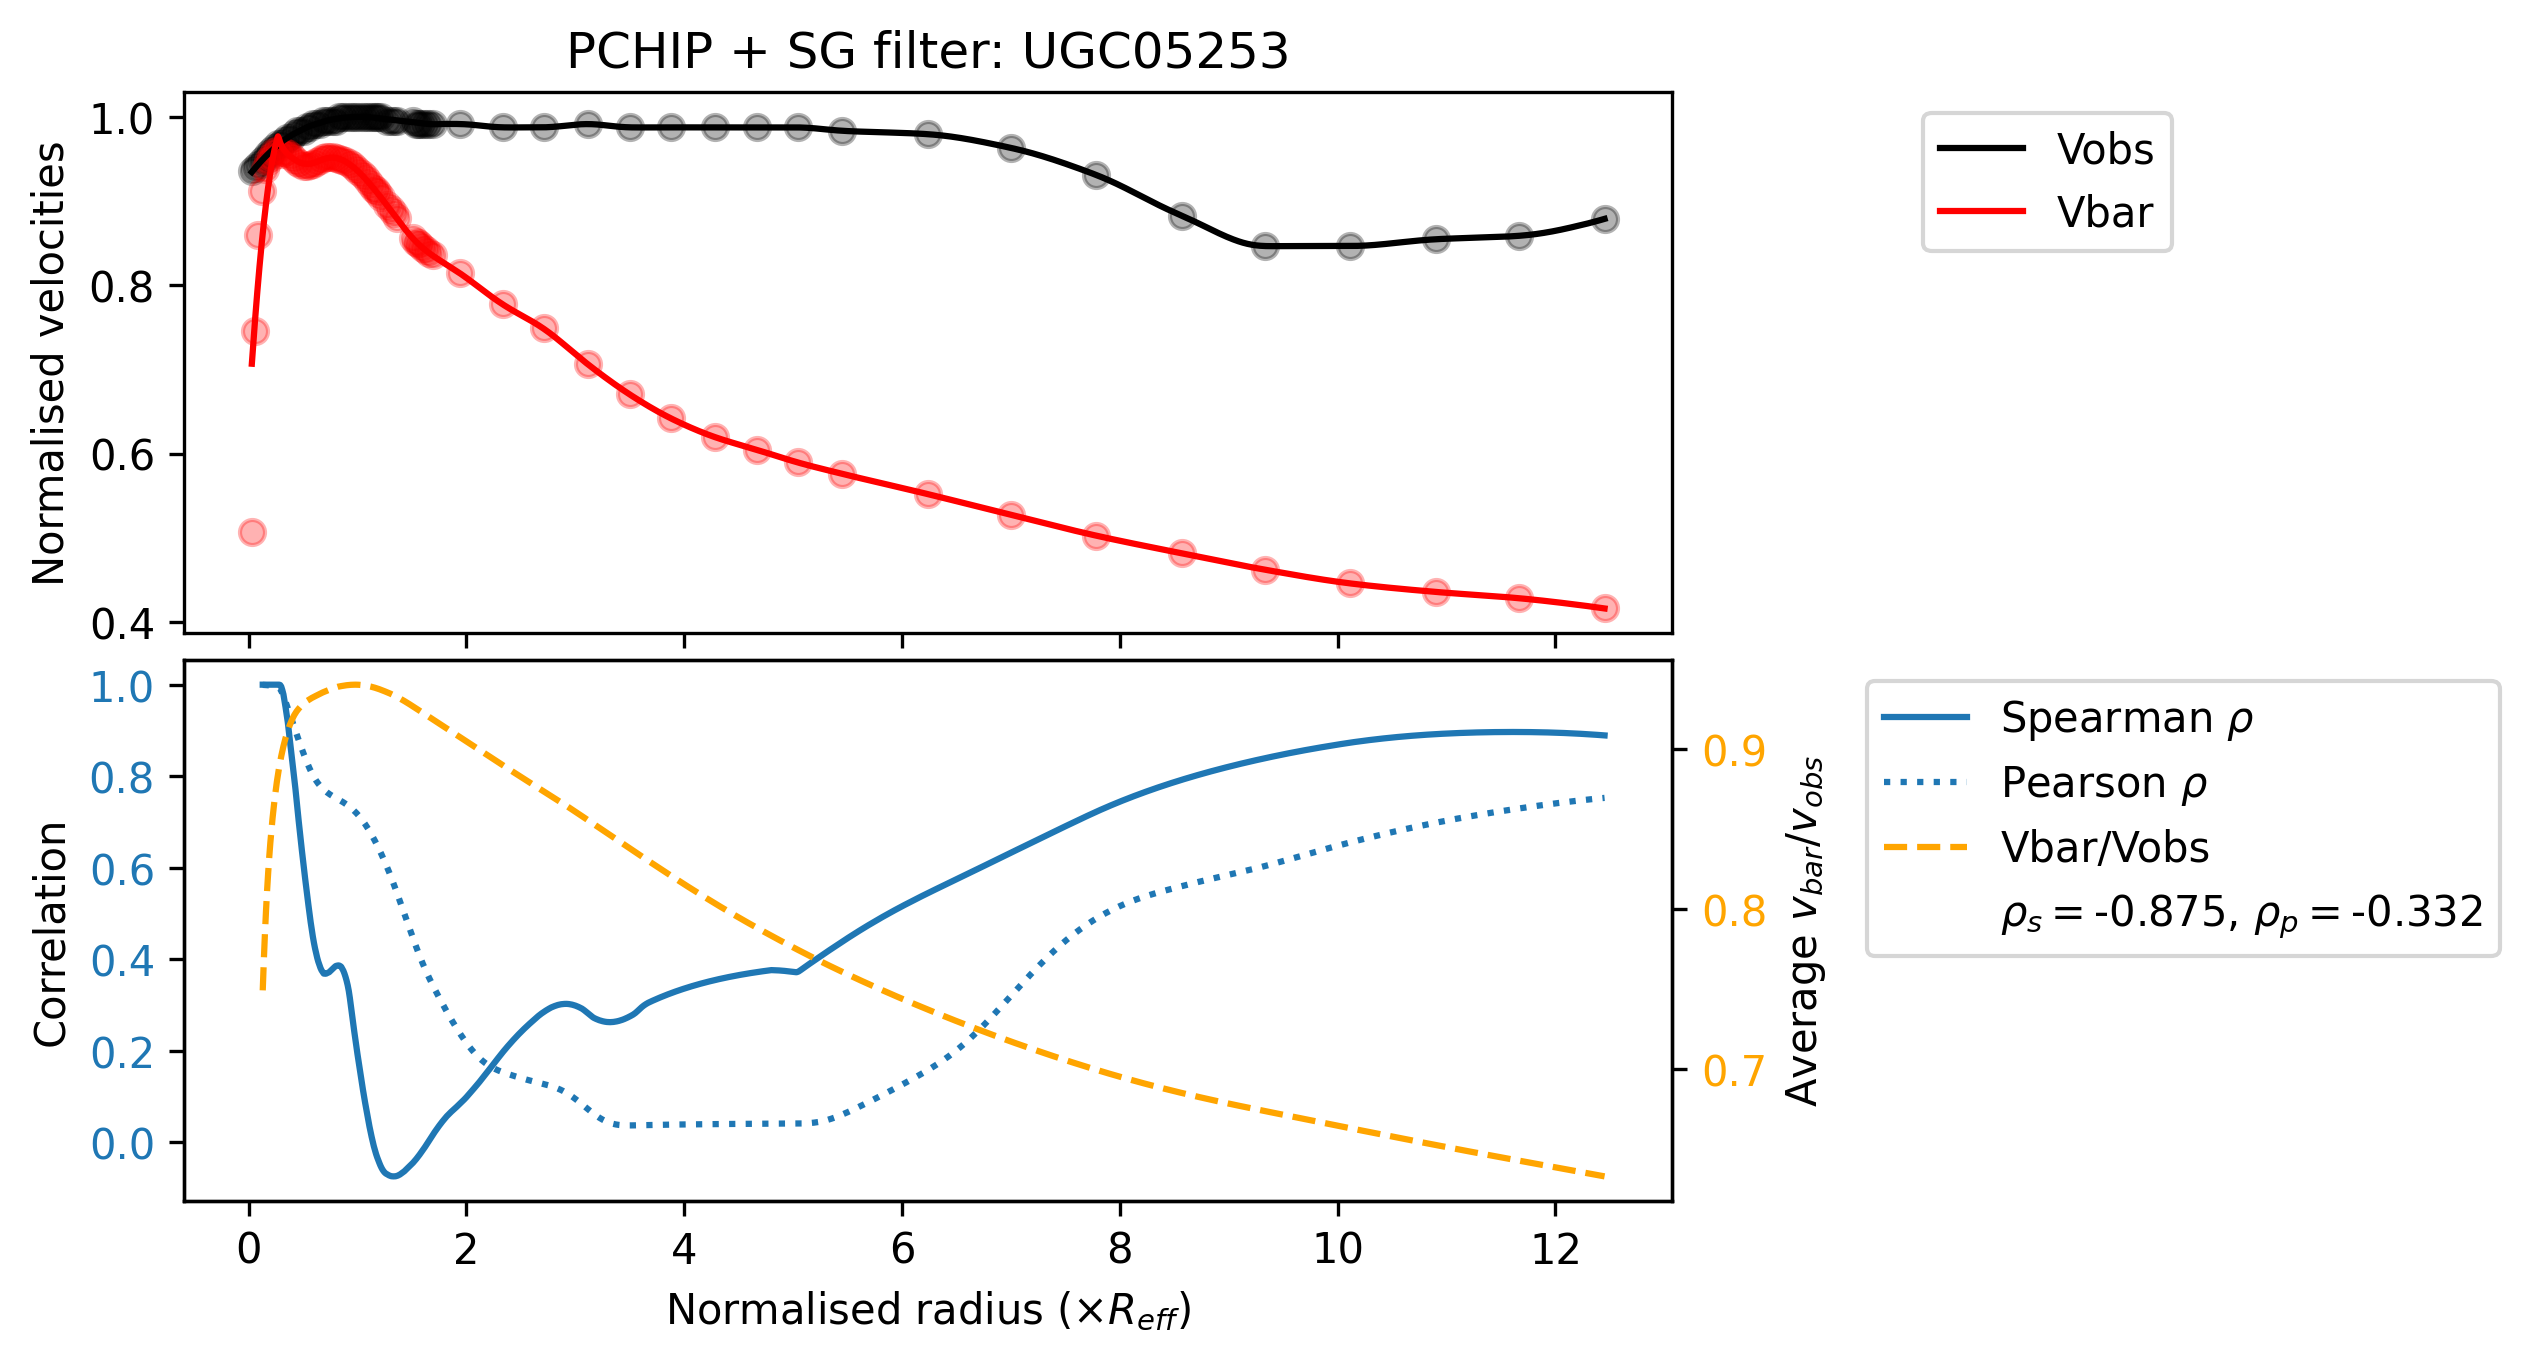 PCHIP + SG filter: UGC05253
Normalised velocities
1.0
0.8
0.6
0.4
Vobs
Vbar
Correlation
1.0
0.8
0.6
0.4
0.2
0.0
0.9
0.8
0.7
Average v_bar/v_obs
Spearman ρ
Pearson ρ
Vbar/Vobs
ρ_s = -0.875, ρ_p = -0.332
0 2 4 6 8 10 12
Normalised radius (×R_eff)